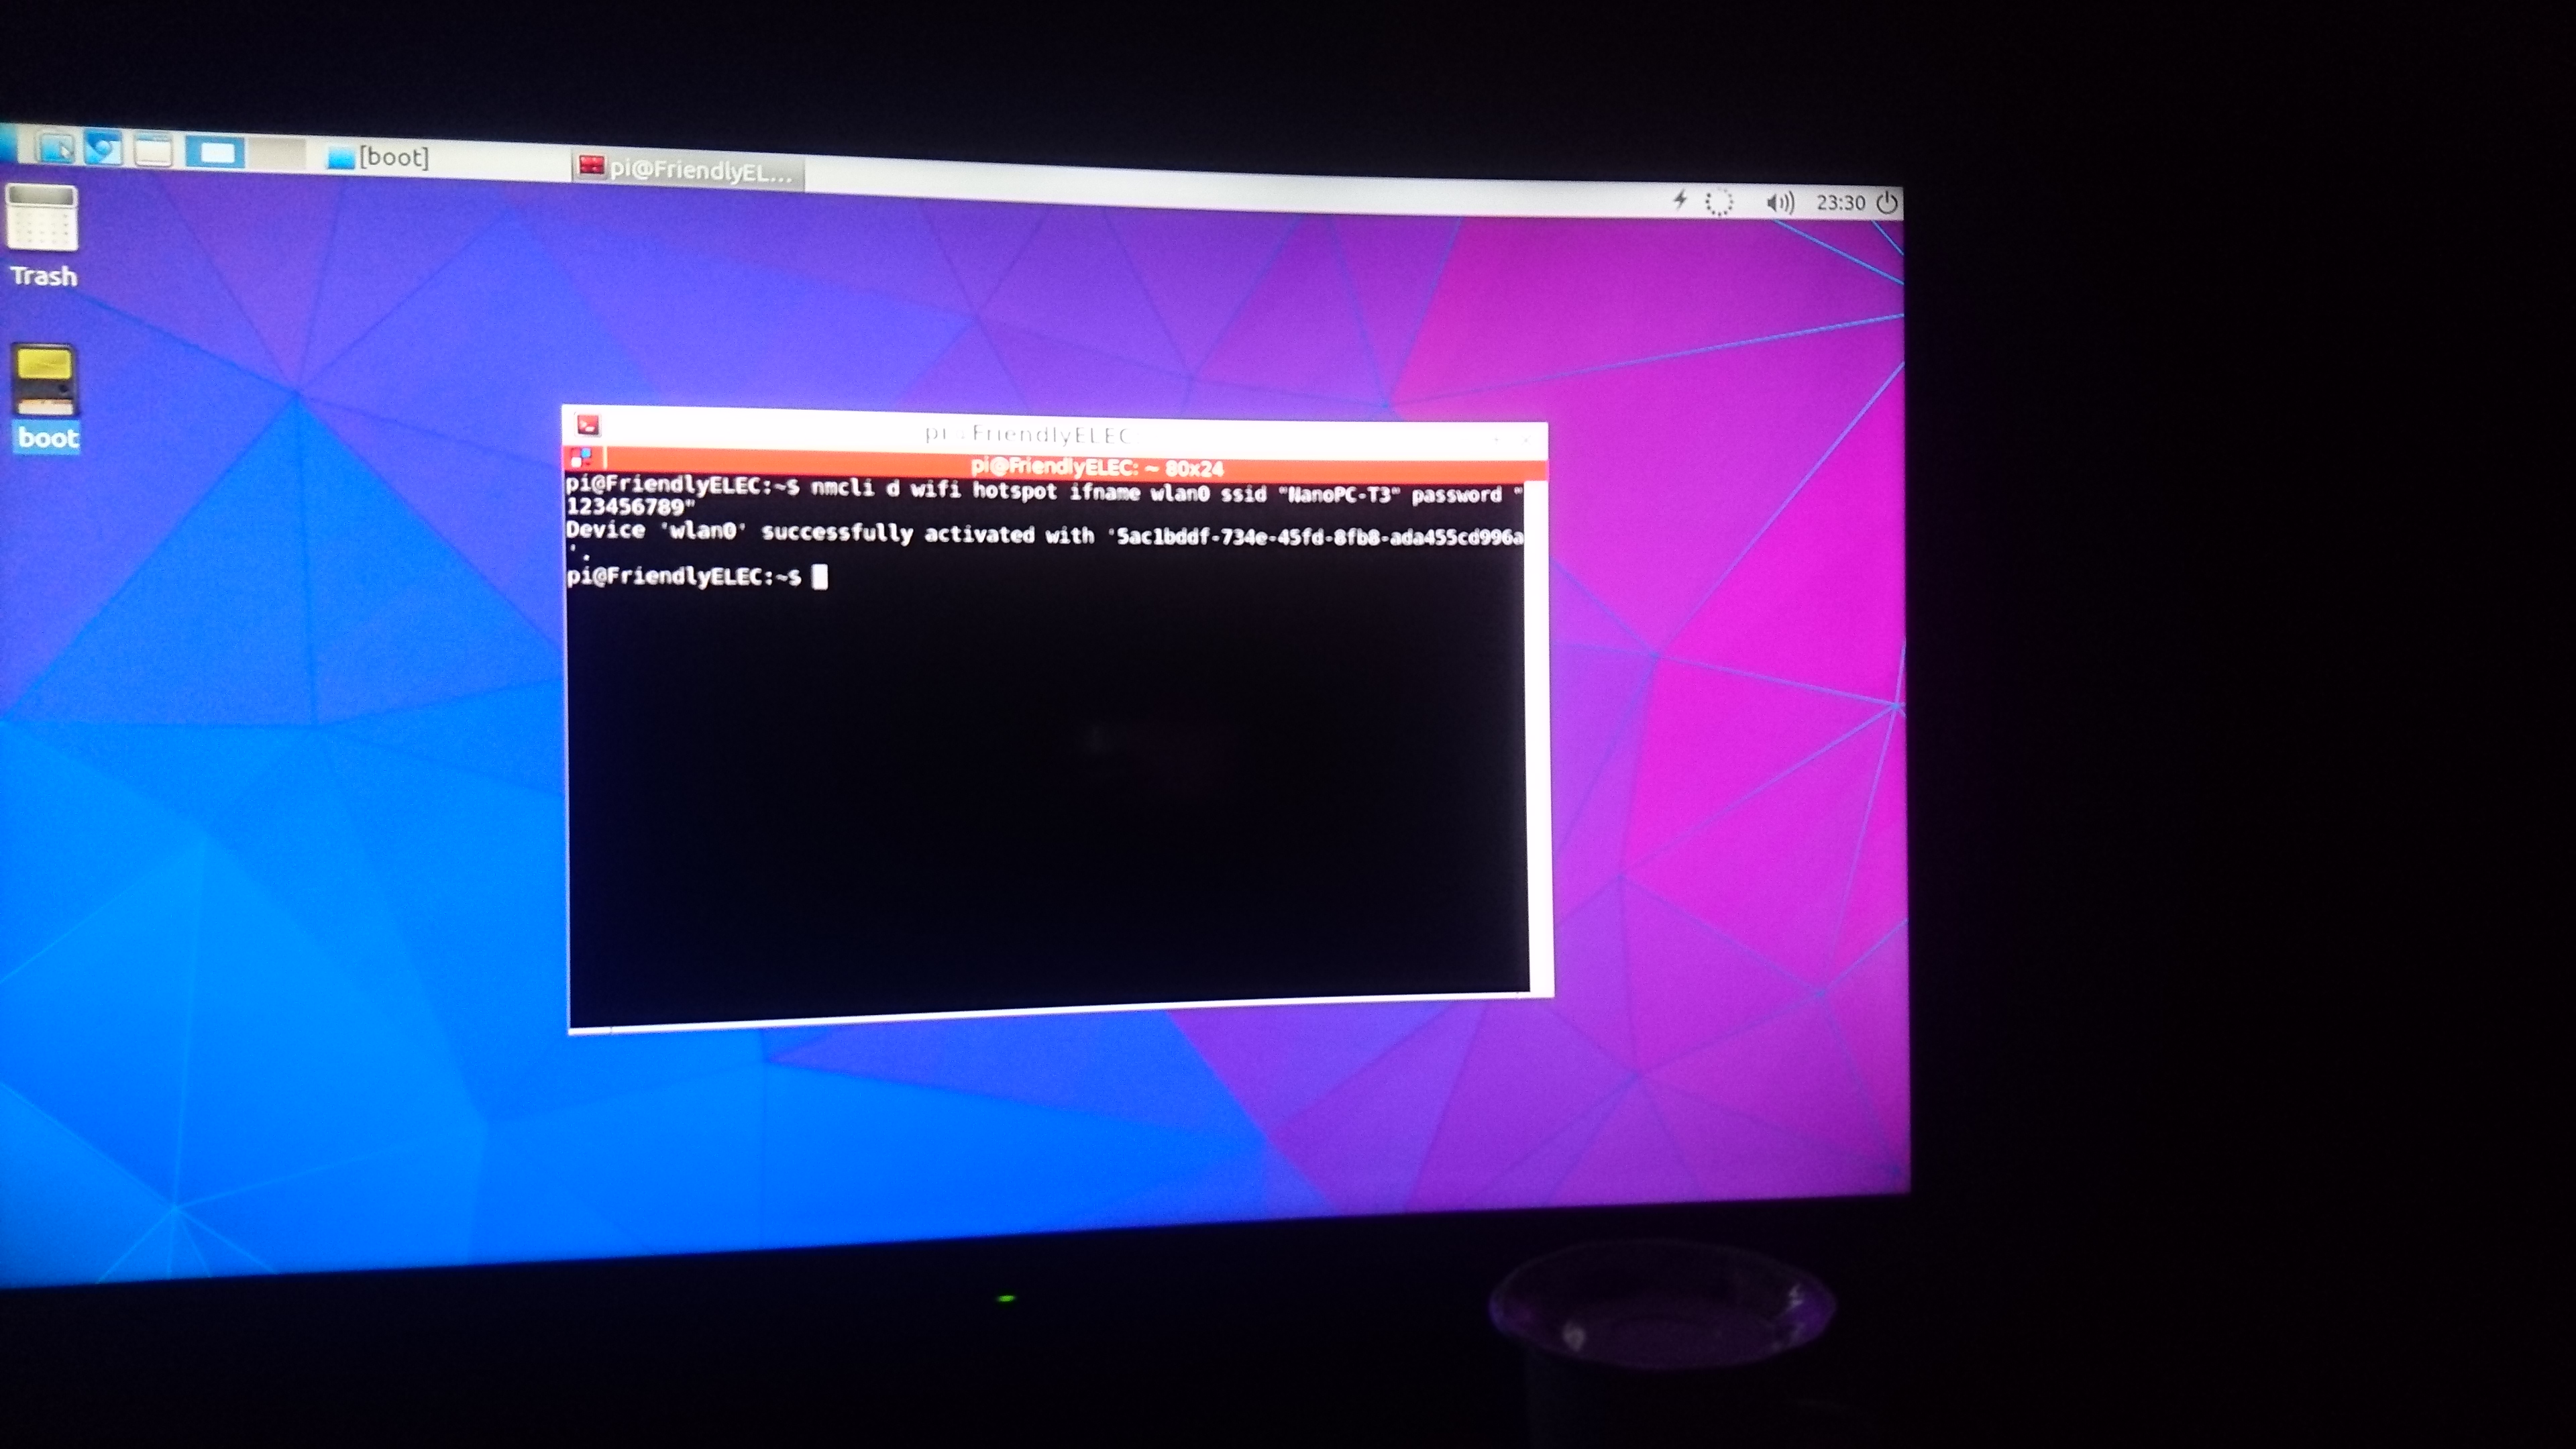 [boot]
pi@FriendlyEL...
23:30
Trash
boot
FriendlyELEC
pi@FriendlyELEC: ~ 80x24
pi@FriendlyELEC:~$ nmcli d wifi hotspot ifname wlan0 ssid "NanoPC-T3" password "
123456789"
Device 'wlan0' successfully activated with '5ac1bddf-734e-45fd-8fb8-ada455cd996a
'.
pi@FriendlyELEC:~$